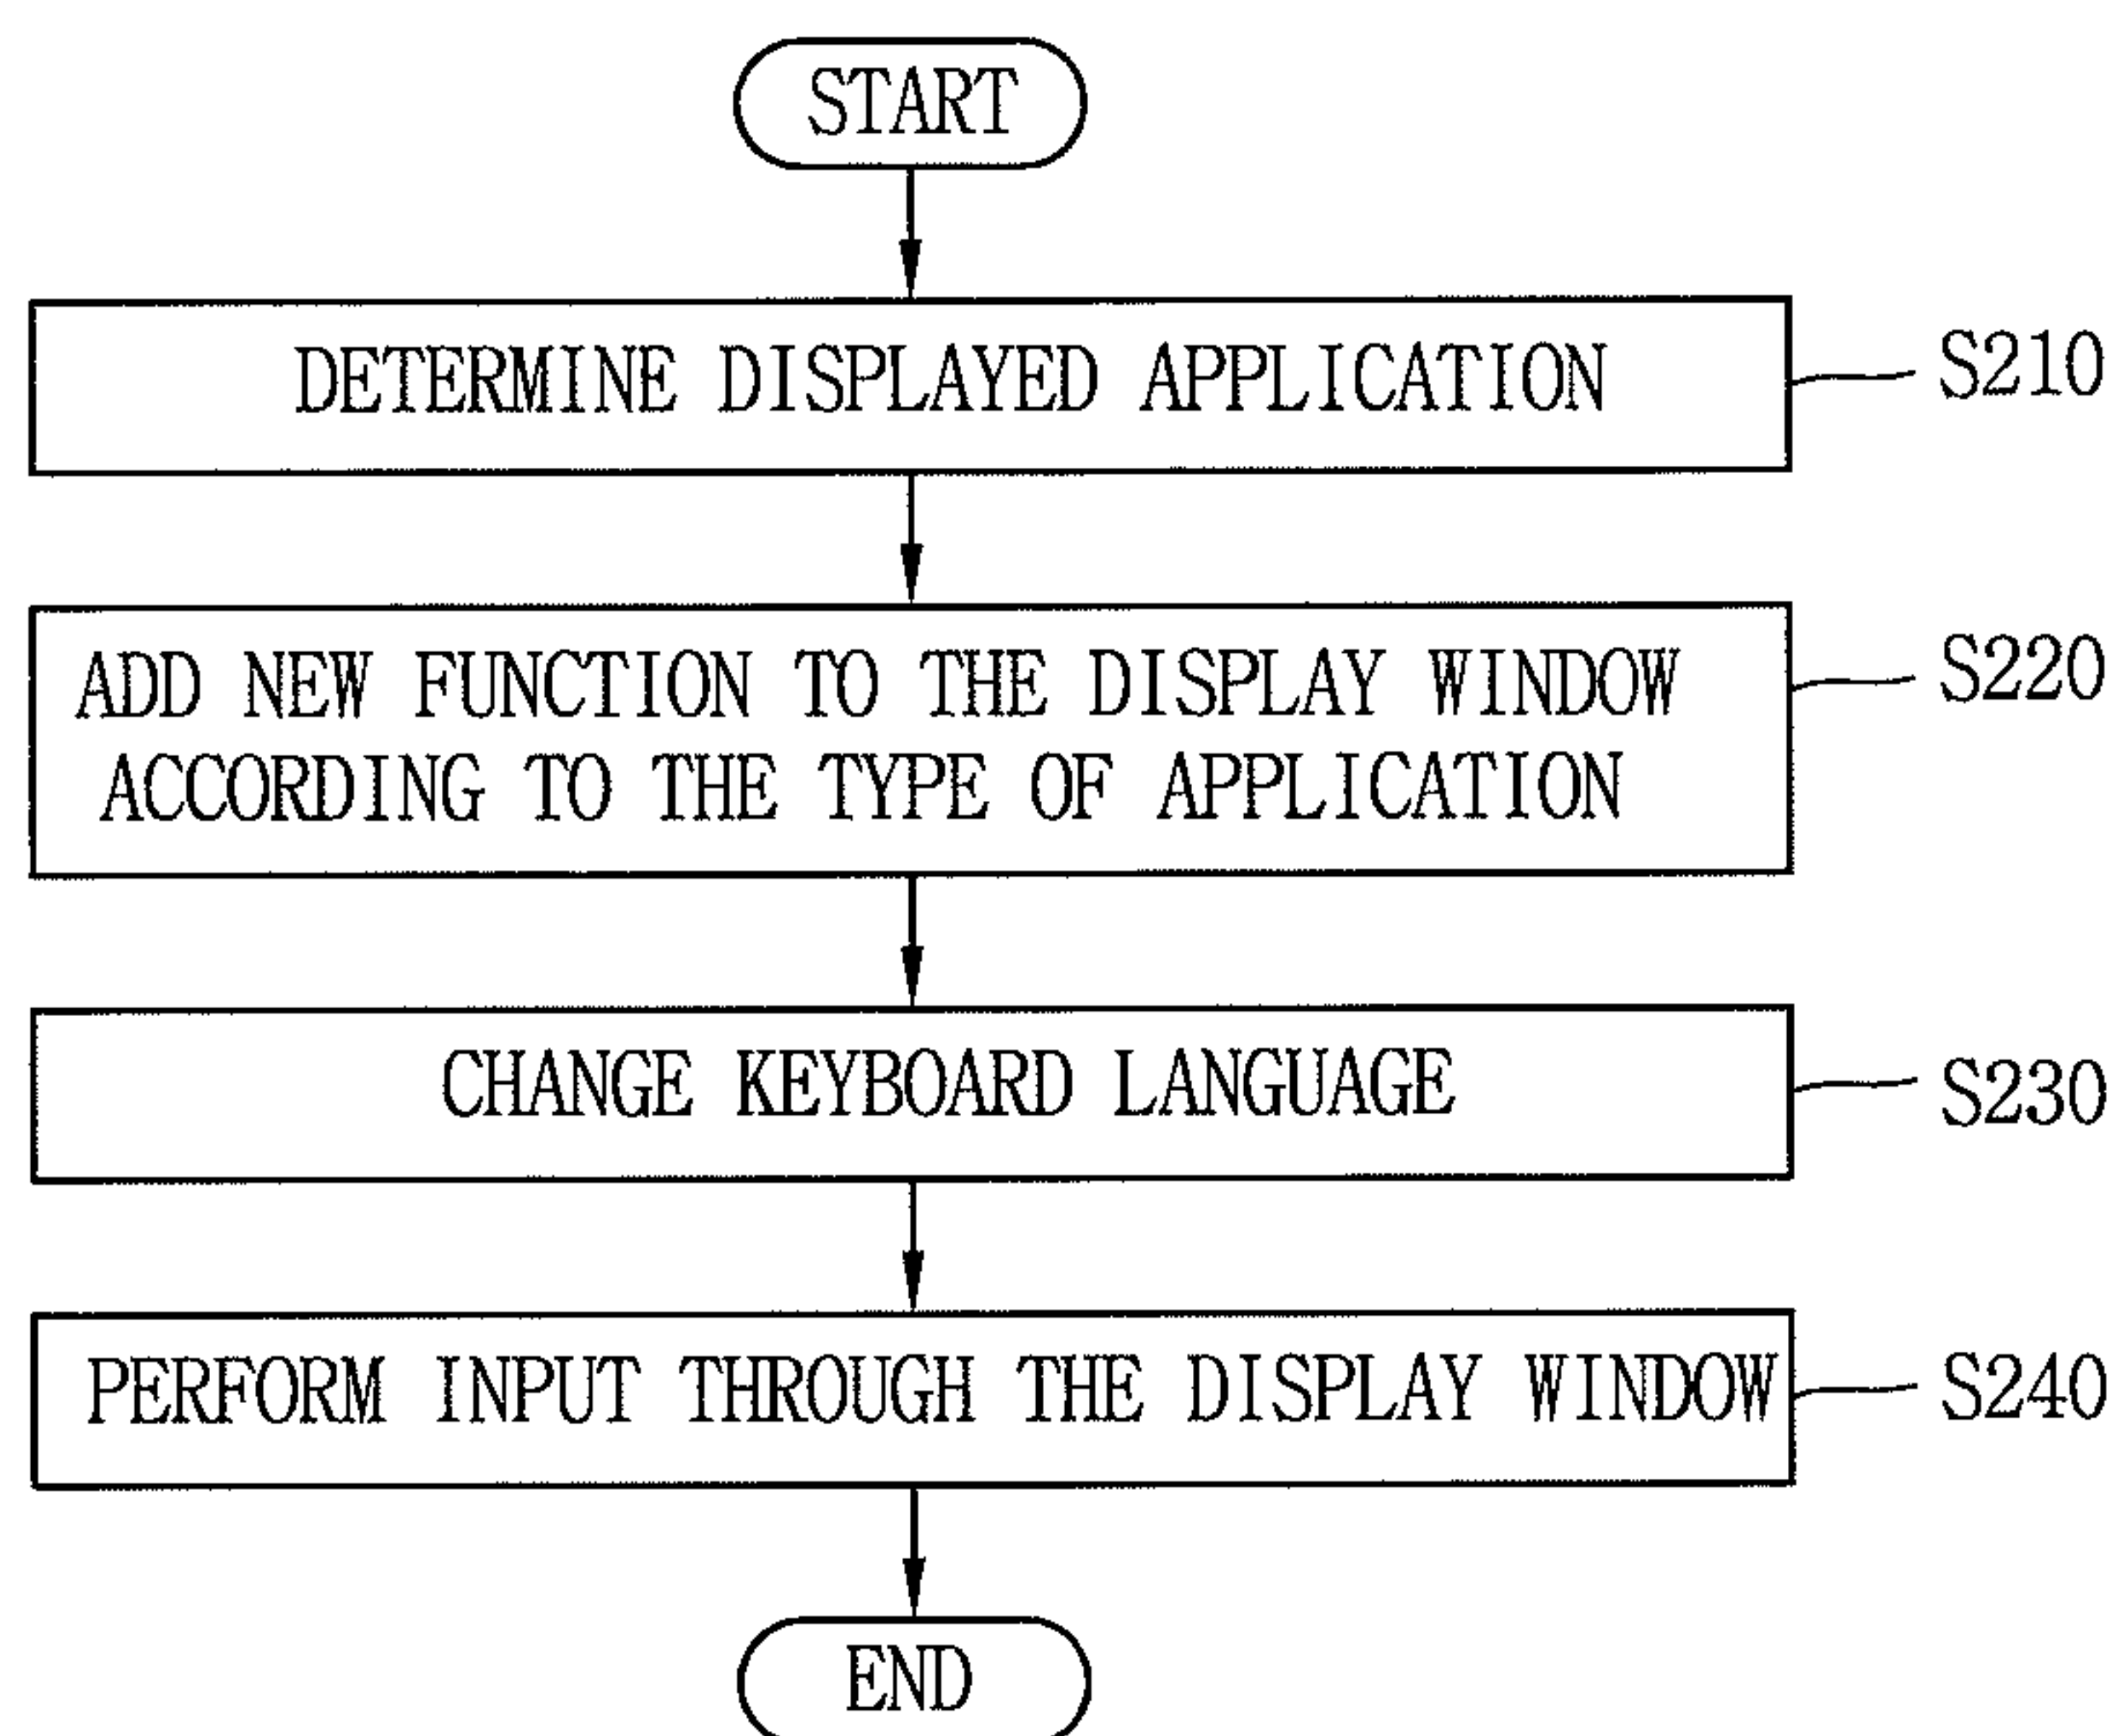 START
DETERMINE DISPLAYED APPLICATION
S210
ADD NEW FUNCTION TO THE DISPLAY WINDOW
ACCORDING TO THE TYPE OF APPLICATION
S220
CHANGE KEYBOARD LANGUAGE
S230
PERFORM INPUT THROUGH THE DISPLAY WINDOW
S240
END